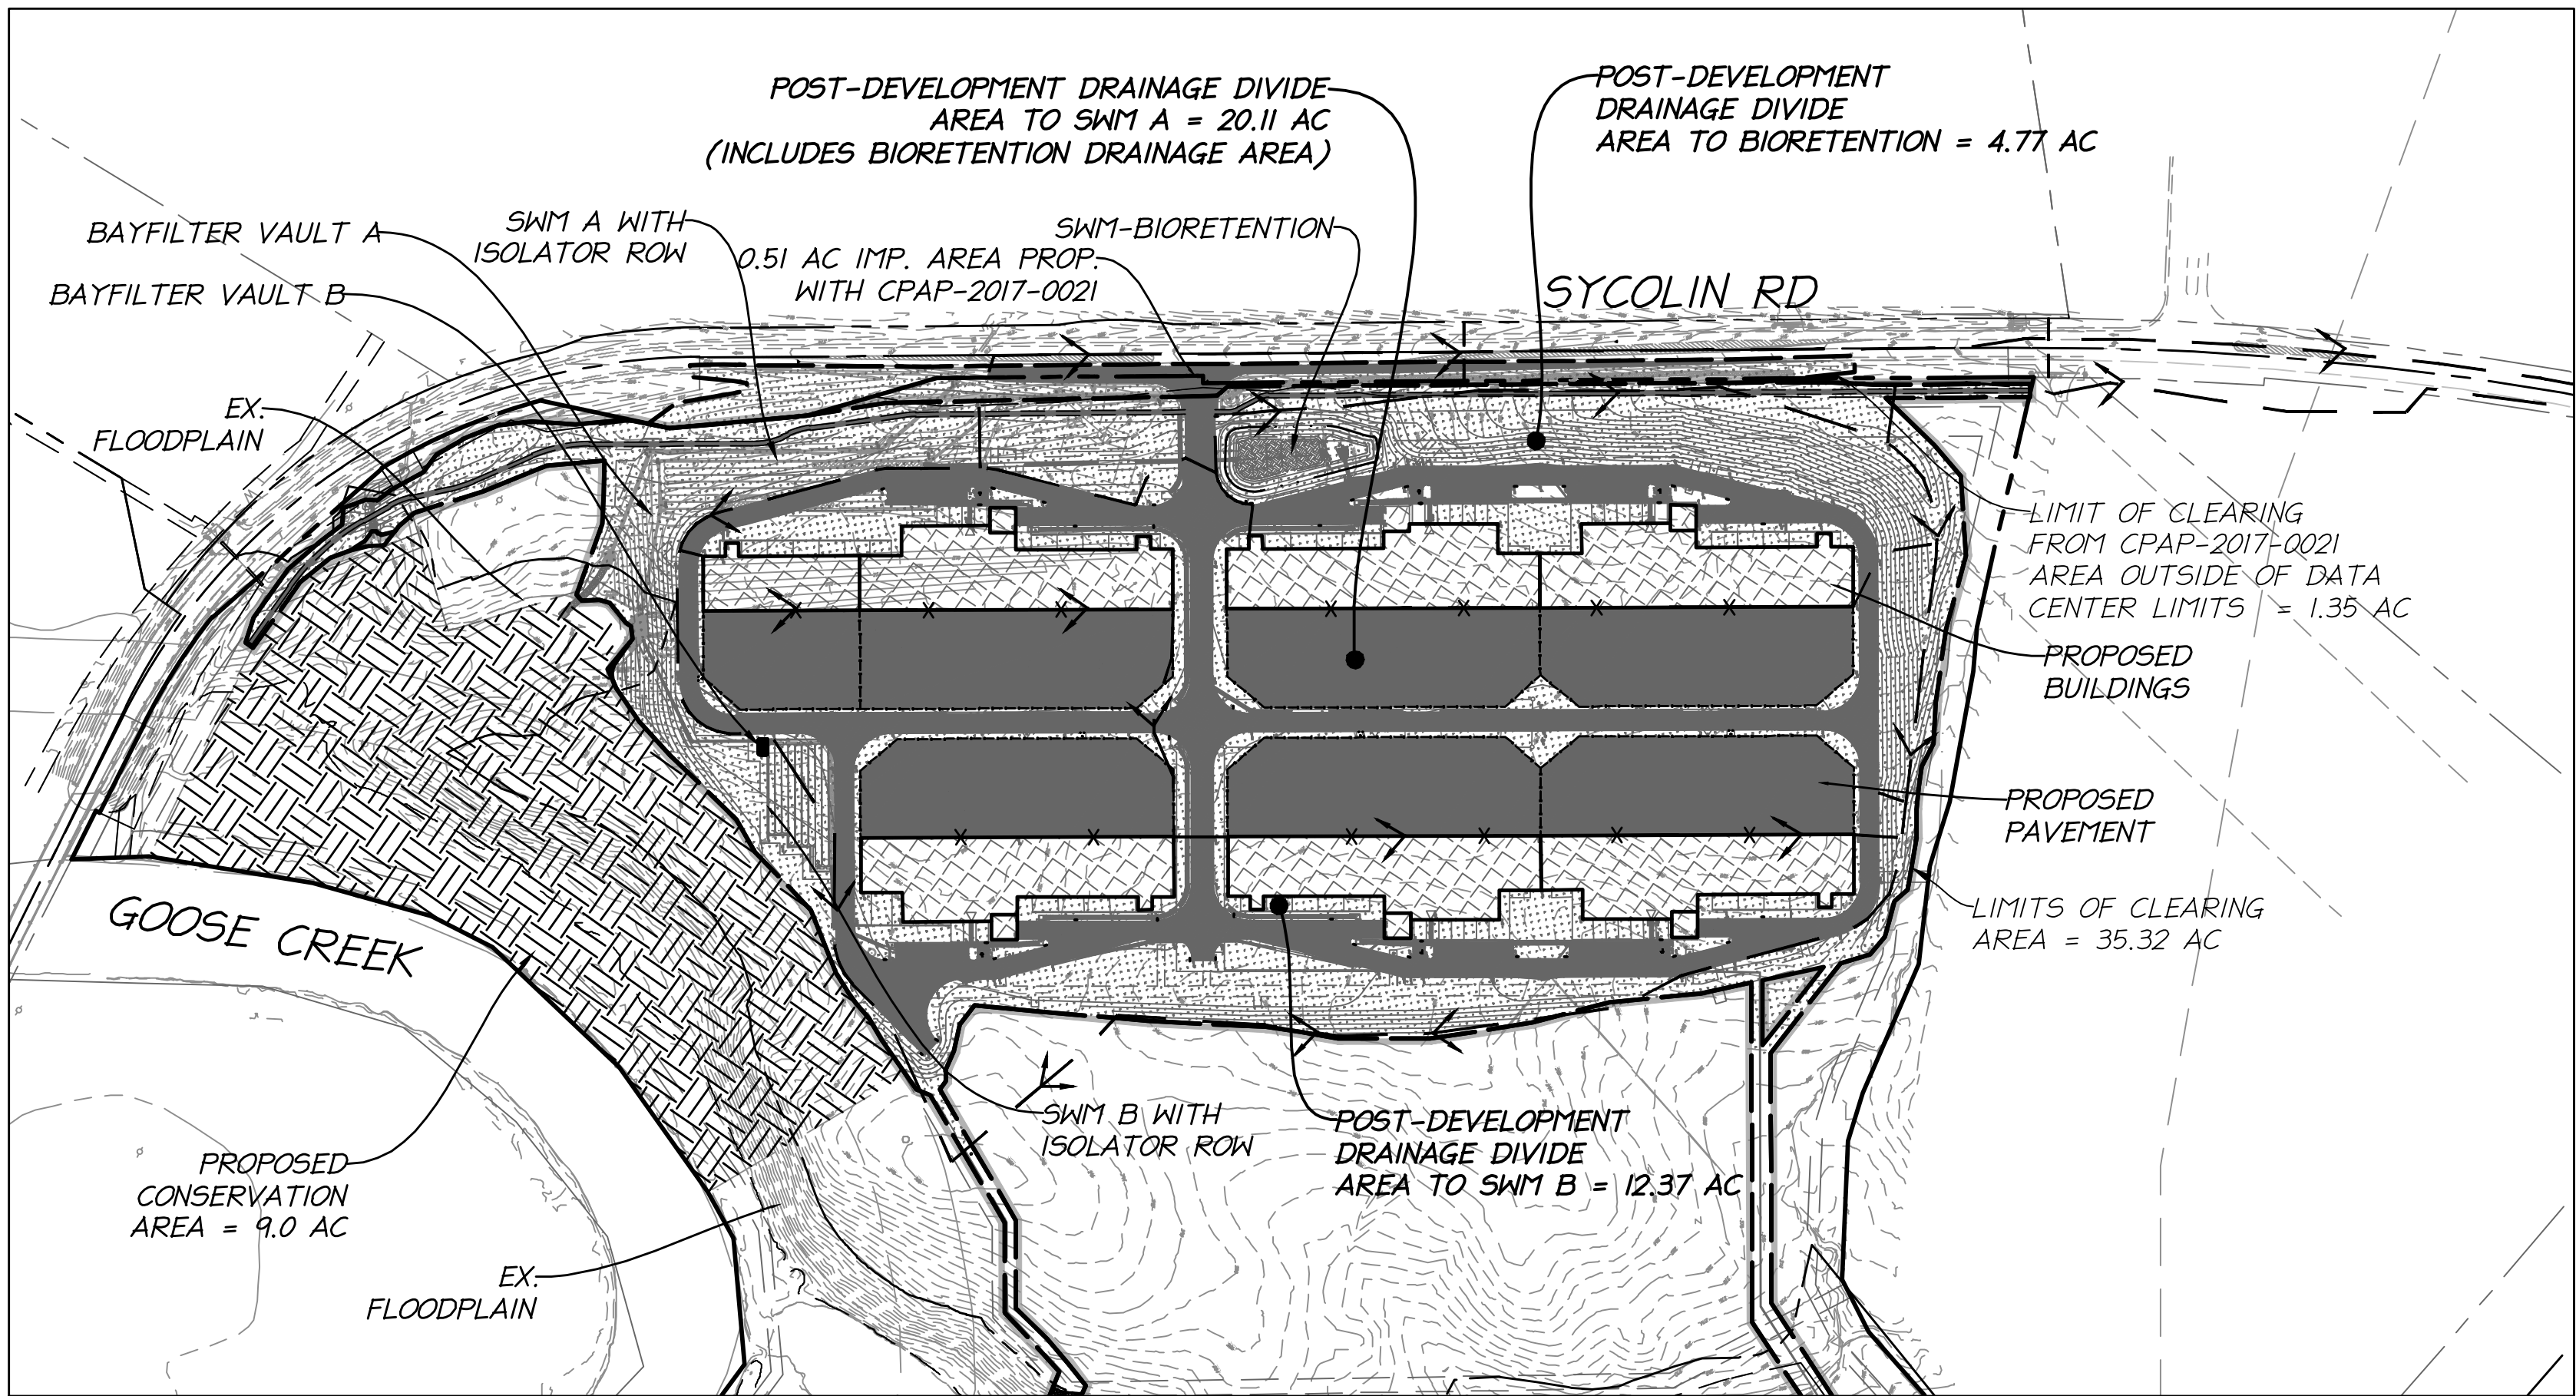 POST-DEVELOPMENT DRAINAGE DIVIDE
AREA TO SWM A = 20.11 AC
(INCLUDES BIORETENTION DRAINAGE AREA)
POST-DEVELOPMENT
DRAINAGE DIVIDE
AREA TO BIORETENTION = 4.77 AC
BAYFILTER VAULT A
SWM A WITH
ISOLATOR ROW
SWM-BIORETENTION
0.51 AC IMP. AREA PROP.
WITH CPAP-2017-0021
BAYFILTER VAULT B
SYCOLIN RD
EX.
FLOODPLAIN
LIMIT OF CLEARING
FROM CPAP-2017-0021
AREA OUTSIDE OF DATA
CENTER LIMITS = 1.35 AC
PROPOSED
BUILDINGS
PROPOSED
PAVEMENT
LIMITS OF CLEARING
AREA = 35.32 AC
GOOSE CREEK
SWM B WITH
ISOLATOR ROW
POST-DEVELOPMENT
DRAINAGE DIVIDE
AREA TO SWM B = 12.37 AC
PROPOSED
CONSERVATION
AREA = 9.0 AC
EX.
FLOODPLAIN